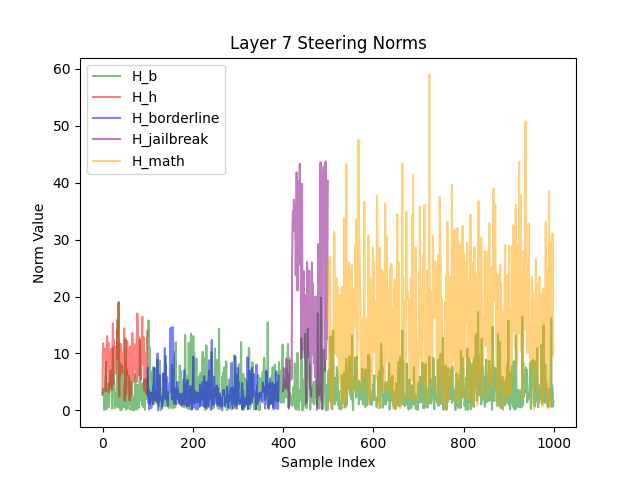 Layer 7 Steering Norms
H_b
H_h
H_borderline
H_jailbreak
H_math
Norm Value
60
50
40
30
20
10
0
0 200 400 600 800 1000
Sample Index